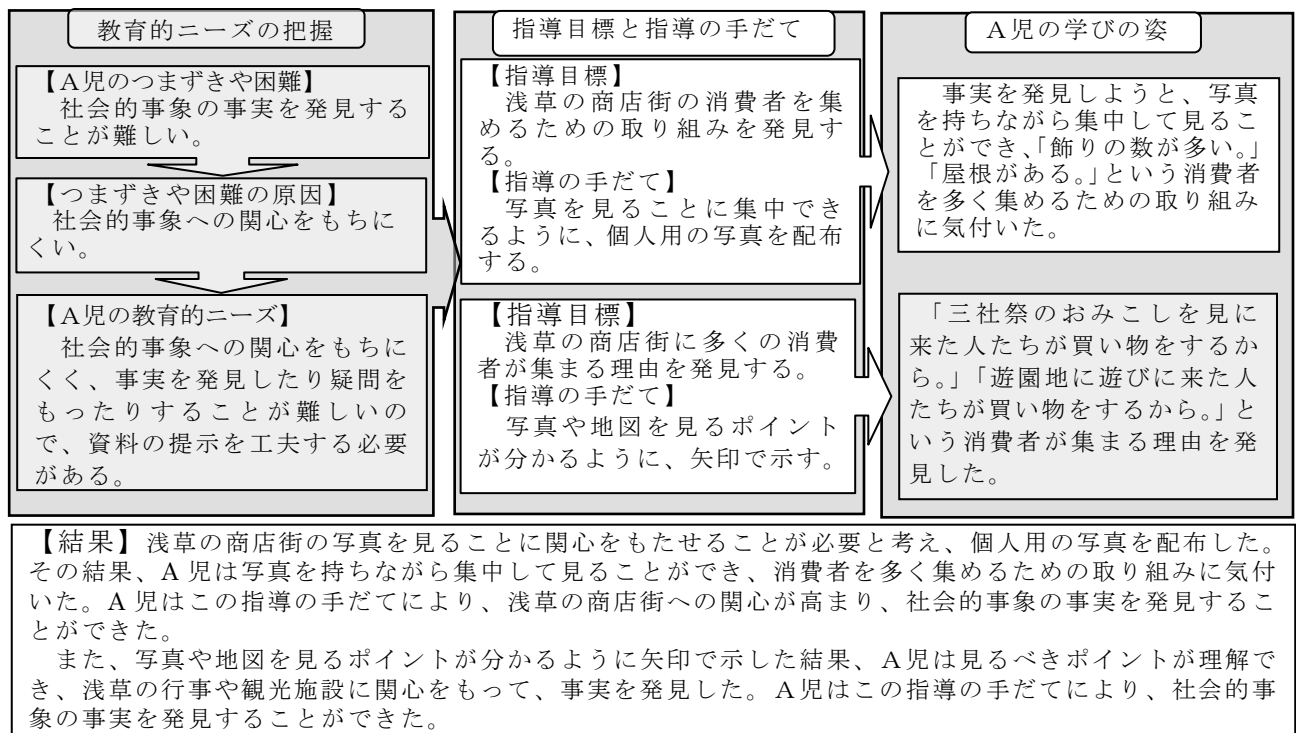 教育的ニーズの把握
【A児のつまずきや困難】
社会的事象の事実を発見する
ことが難しい。
【つまずきや困難の原因】
社会的事象への関心をもちに
くい。
【A児の教育的ニーズ】
社会的事象への関心をもちに
くく、事実を発見したり疑問を
もったりすることが難しいの
で、資料の提示を工夫する必要
がある。
指導目標と指導の手だて
【指導目標】
浅草の商店街の消費者を集
めるための取り組みを発見す
る。
【指導の手だて】
写真を見ることに集中でき
るように、個人用の写真を配布
する。
【指導目標】
浅草の商店街に多くの消費
者が集まる理由を発見する。
【指導の手だて】
写真や地図を見るポイント
が分かるように、矢印で示す。
A児の学びの姿
事実を発見しようと、写真
を持ちながら集中して見るこ
とができ、「飾りの数が多い。」
「屋根がある。」という消費者
を多く集めるための取り組み
に気付いた。
「三社祭のおみこしを見に
来た人たちが買い物をするか
ら。」「遊園地に遊びに来た人
たちが買い物をするから。」と
いう消費者が集まる理由を発
見した。
【結果】浅草の商店街の写真を見ることに関心をもたせることが必要と考え、個人用の写真を配布した。
その結果、A児は写真を持ちながら集中して見ることができ、消費者を多く集めるための取り組みに気付
いた。A児はこの指導の手だてにより、浅草の商店街への関心が高まり、社会的事象の事実を発見するこ
とができた。
また、写真や地図を見るポイントが分かるように矢印で示した結果、A児は見るべきポイントが理解で
き、浅草の行事や観光施設に関心をもって、事実を発見した。A児はこの指導の手だてにより、社会的事
象の事実を発見することができた。